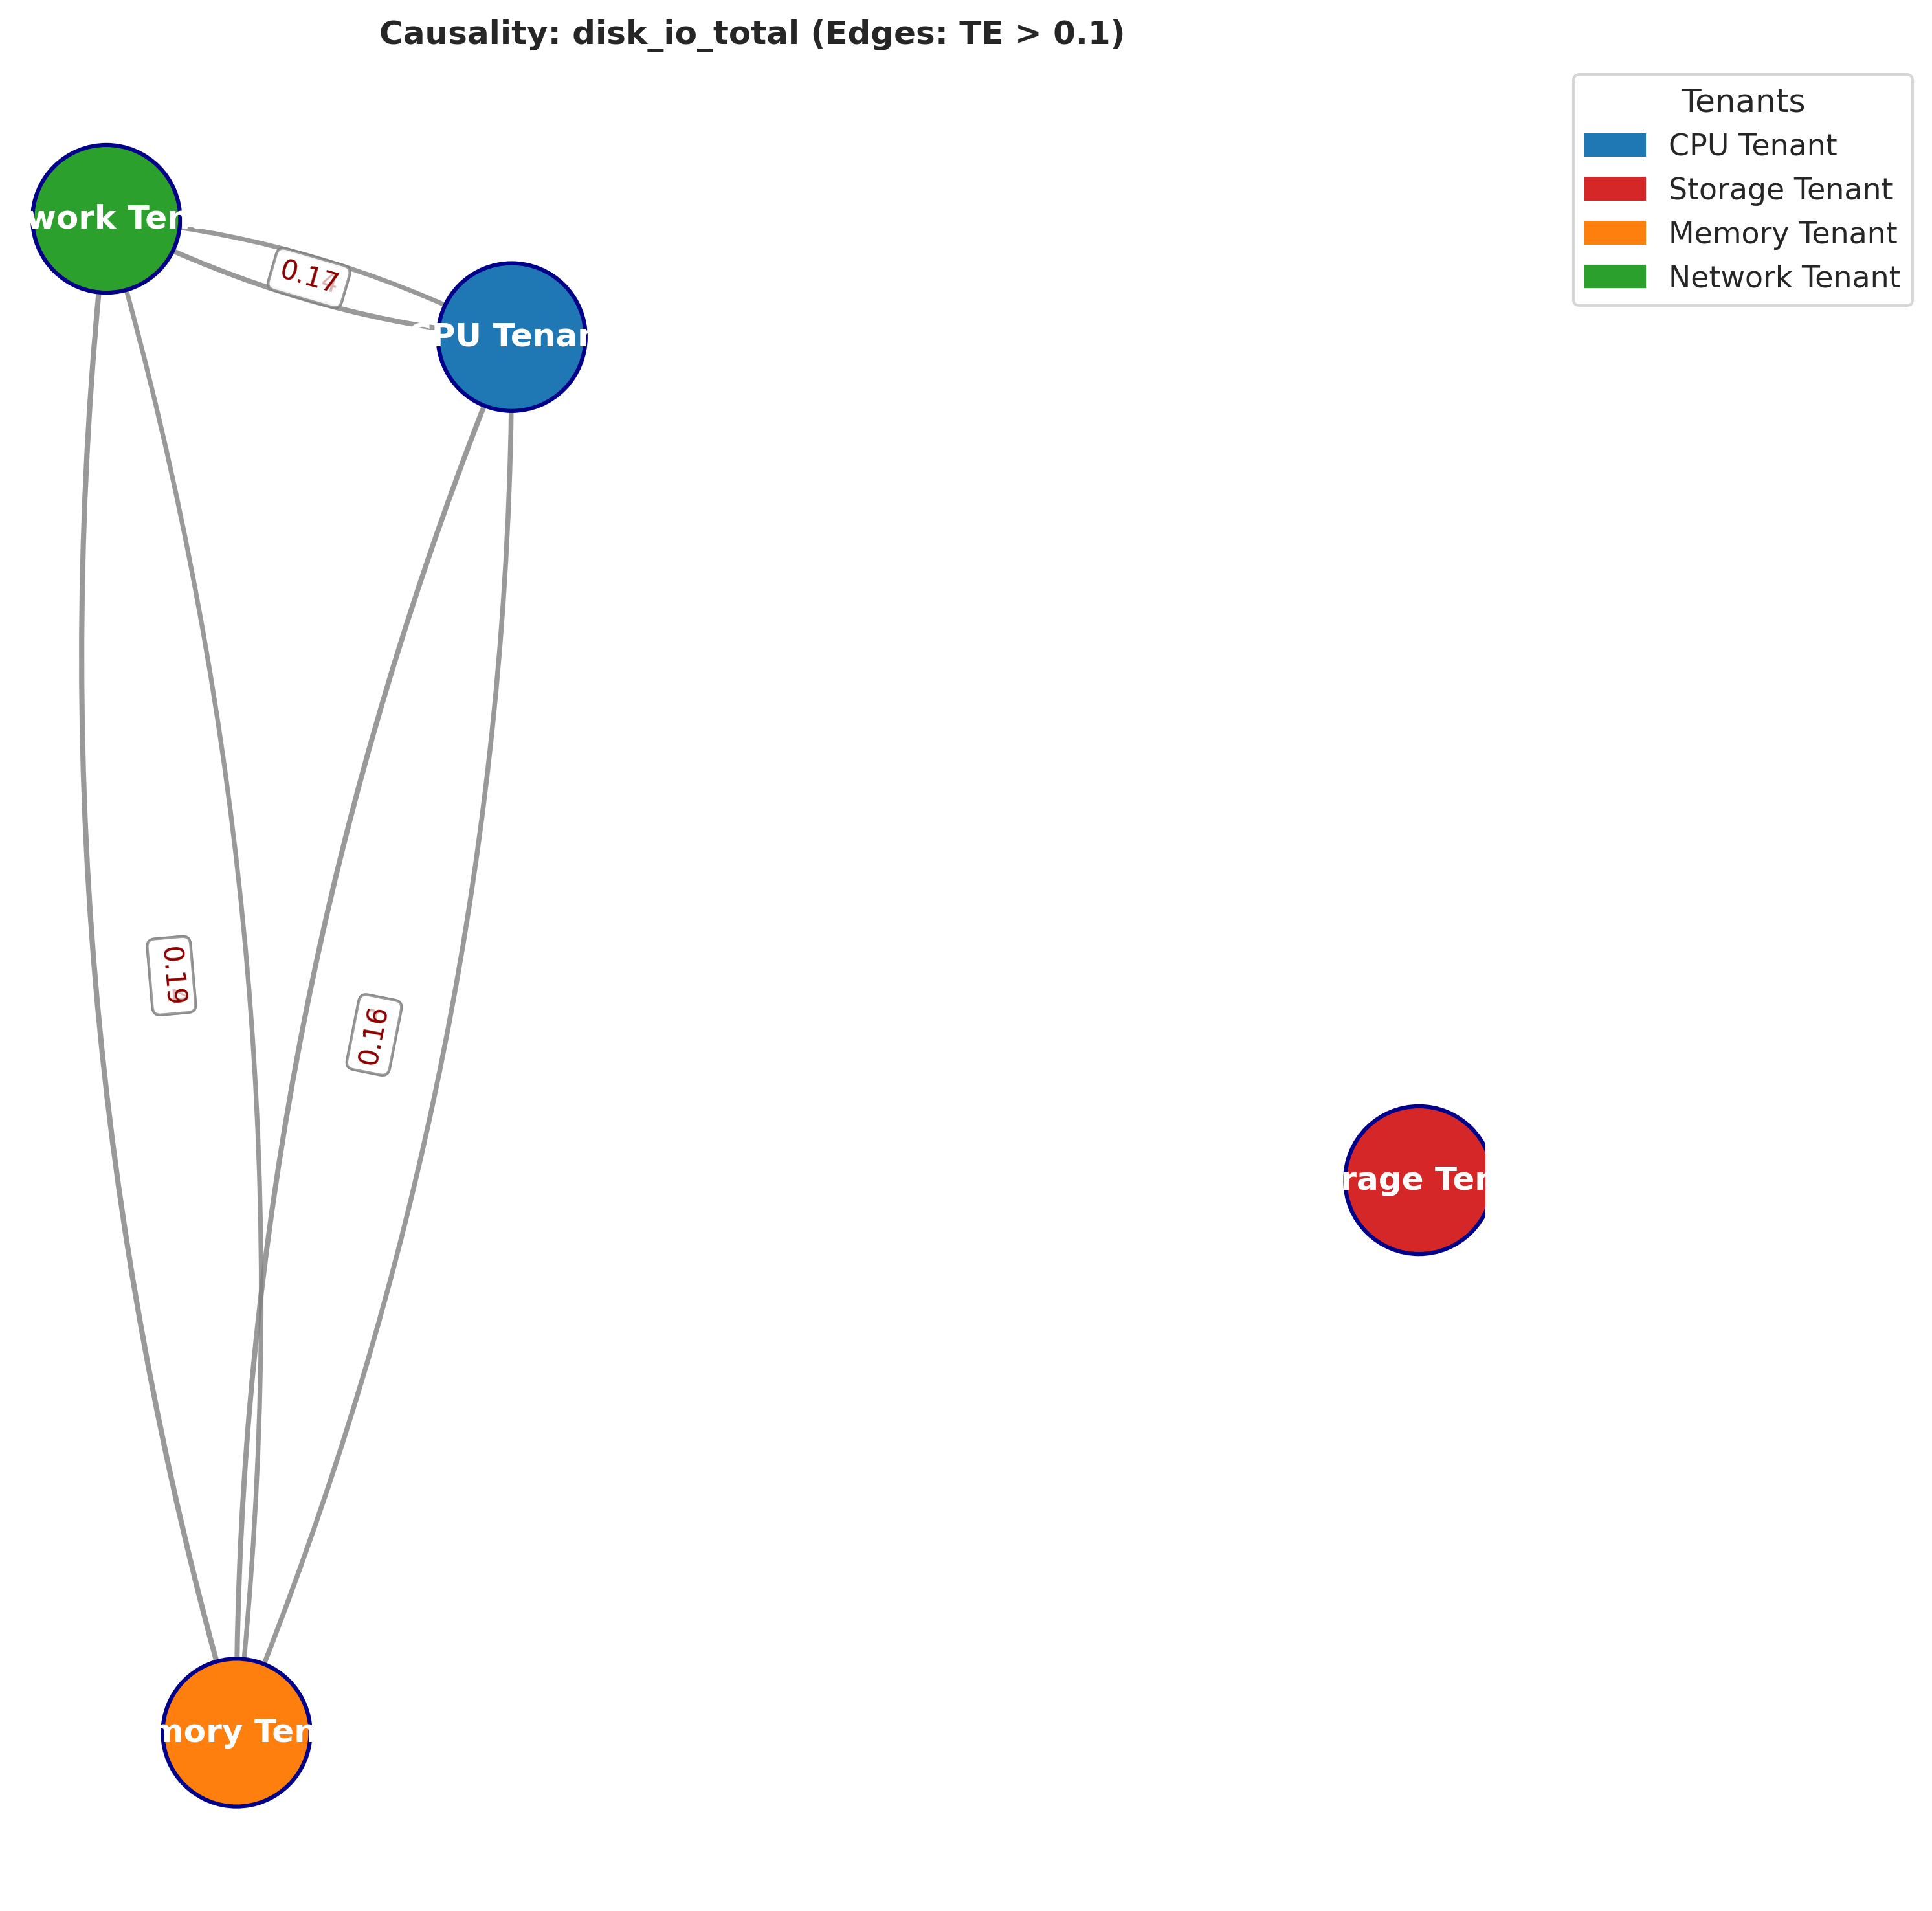 Causality: disk_io_total (Edges: TE > 0.1)
Tenants
CPU Tenant
Storage Tenant
Memory Tenant
Network Tenant
work Ten
0.17
PU Tenan
0.19
0.16
rage Ten
mory Ten